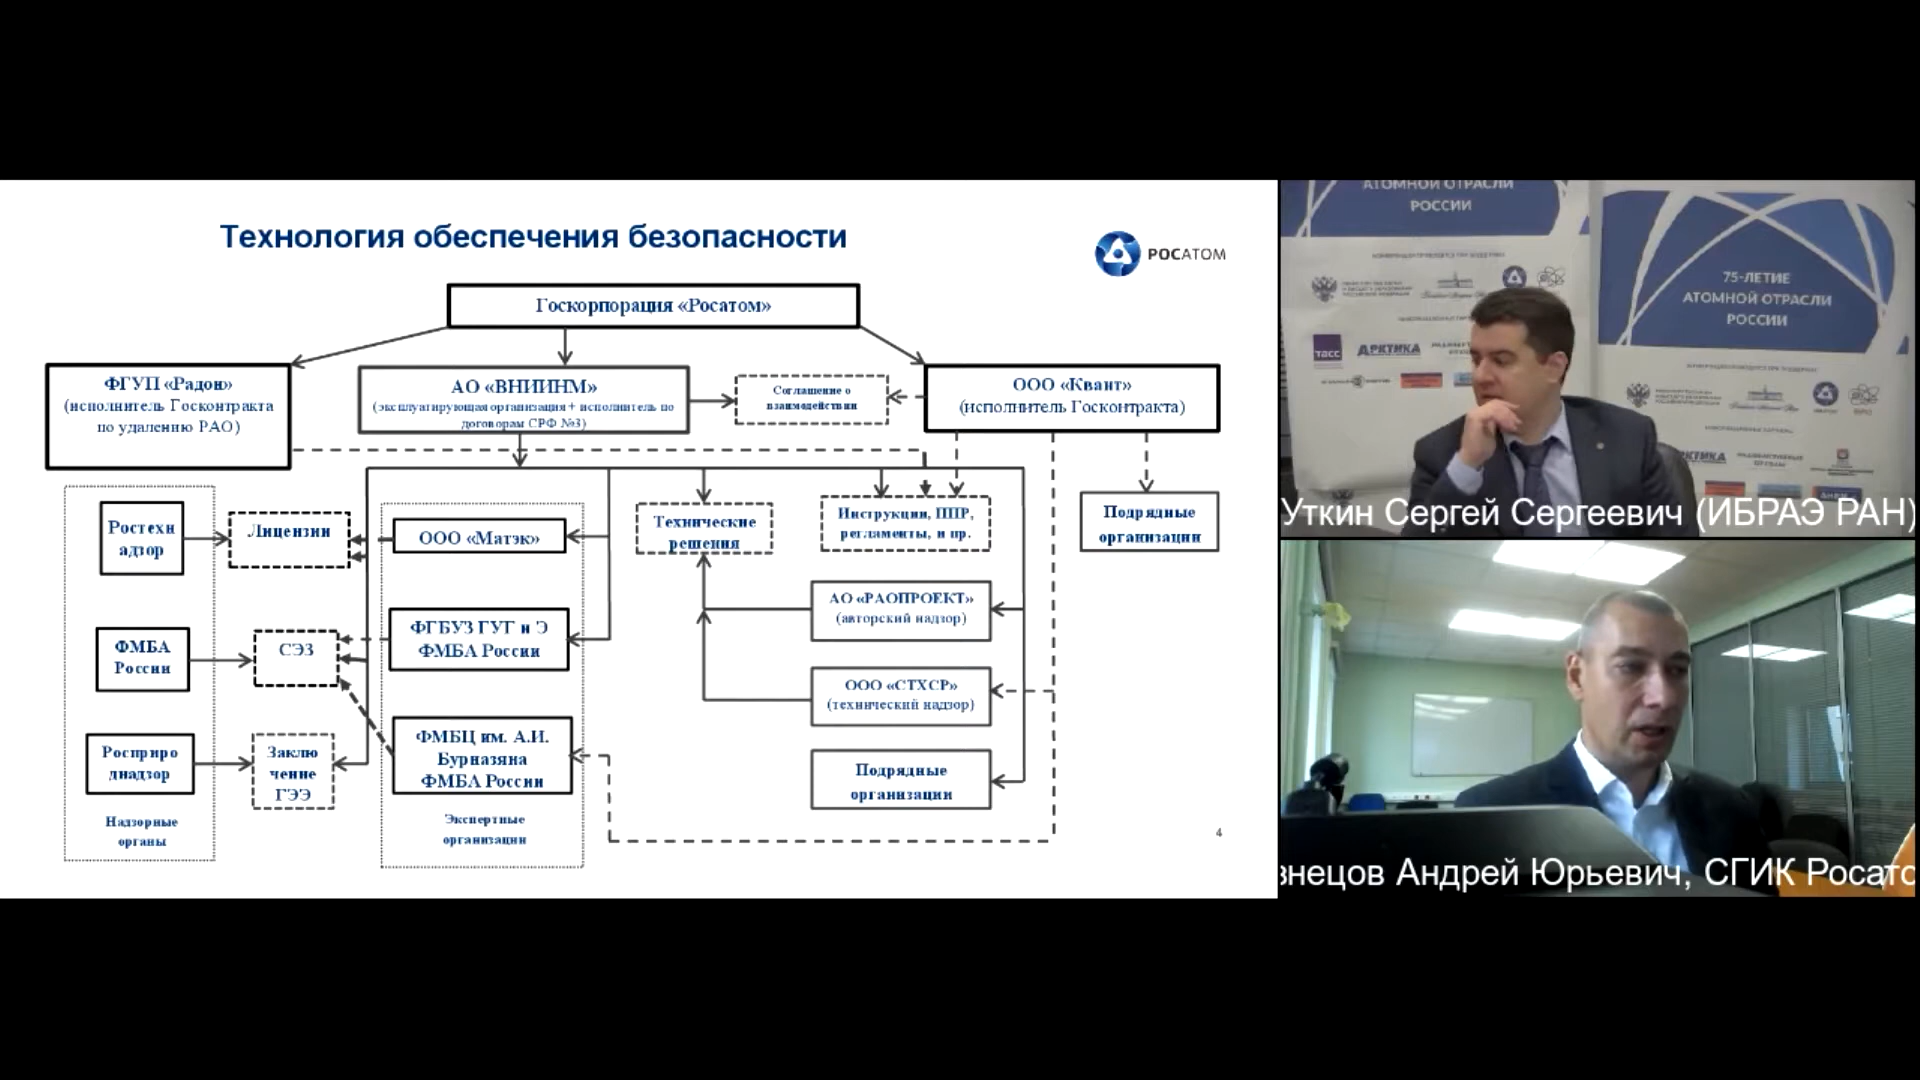 Технология обеспечения безопасности
РОСАТОМ
Госкорпорация «Росатом»
ФГУП «Радон»
(исполнитель Госконтракта
по удалению РАО)
АО «ВНИИНМ»
(эксплуатирующая организация + исполнитель по
договорам СРФ №3)
Соглашение о
взаимодействии
ООО «Квант»
(исполнитель Госконтракта)
Ростехн
адзор
Лицензии
ООО «Матэк»
Технические
решения
Инструкции, ППР,
регламенты, и пр.
Подрядные
организации
ФМБА
России
СЭЗ
ФГБУЗ ГУГ и Э
ФМБА России
АО «РАОПРОЕКТ»
(авторский надзор)
ООО «СТХСР»
(технический надзор)
Росприро
днадзор
Заклю
чение
ГЭЭ
ФМБЦ им. А.И.
Бурназяна
ФМБА России
Подрядные
организации
Надзорные
органы
Экспертные
организации
4
АТОМНОЙ ОТРАСЛИ
РОССИИ
75-ЛЕТИЕ
АТОМНОЙ ОТРАСЛИ
РОССИИ
ТАСС
АРКТИКА
Уткин Сергей Сергеевич (ИБРАЭ РАН)
знецов Андрей Юрьевич, СГИК Росато